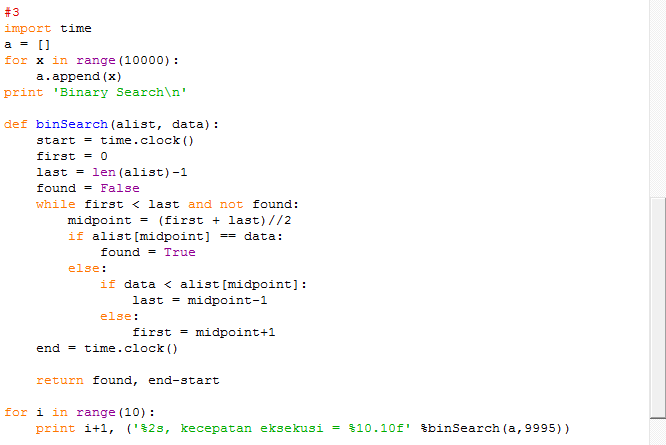 #3
import time
a = []
for x in range(10000):
    a.append(x)
print 'Binary Search\n'

def binSearch(alist, data):
    start = time.clock()
    first = 0
    last = len(alist)-1
    found = False
    while first < last and not found:
        midpoint = (first + last)//2
        if alist[midpoint] == data:
            found = True
        else:
            if data < alist[midpoint]:
                last = midpoint-1
            else:
                first = midpoint+1
    end = time.clock()

    return found, end-start

for i in range(10):
    print i+1, ('%2s, kecepatan eksekusi = %10.10f' %binSearch(a,9995))